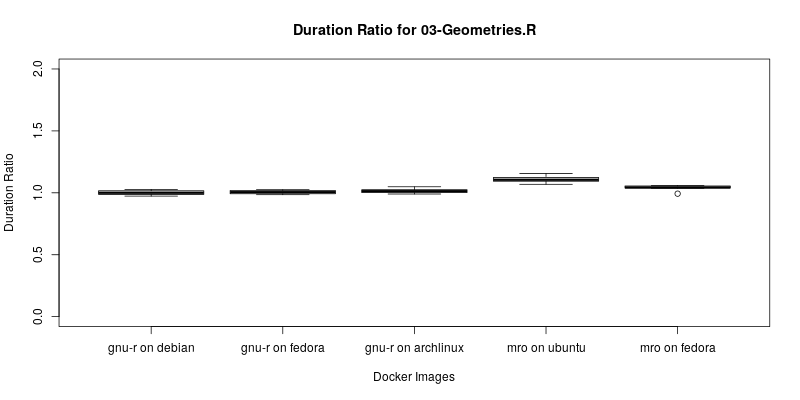 Duration Ratio for 03-Geometries.R
Duration Ratio
2.0
1.5
1.0
0.5
0.0
gnu-r on debian
gnu-r on fedora
gnu-r on archlinux
mro on ubuntu
mro on fedora
Docker Images